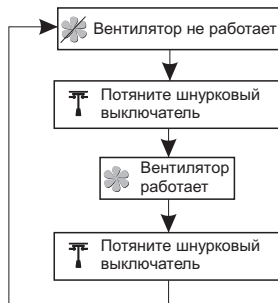 Вентилятор не работает
Потяните шнурковый
выключатель
Вентилятор
работает
Потяните шнурковый
выключатель